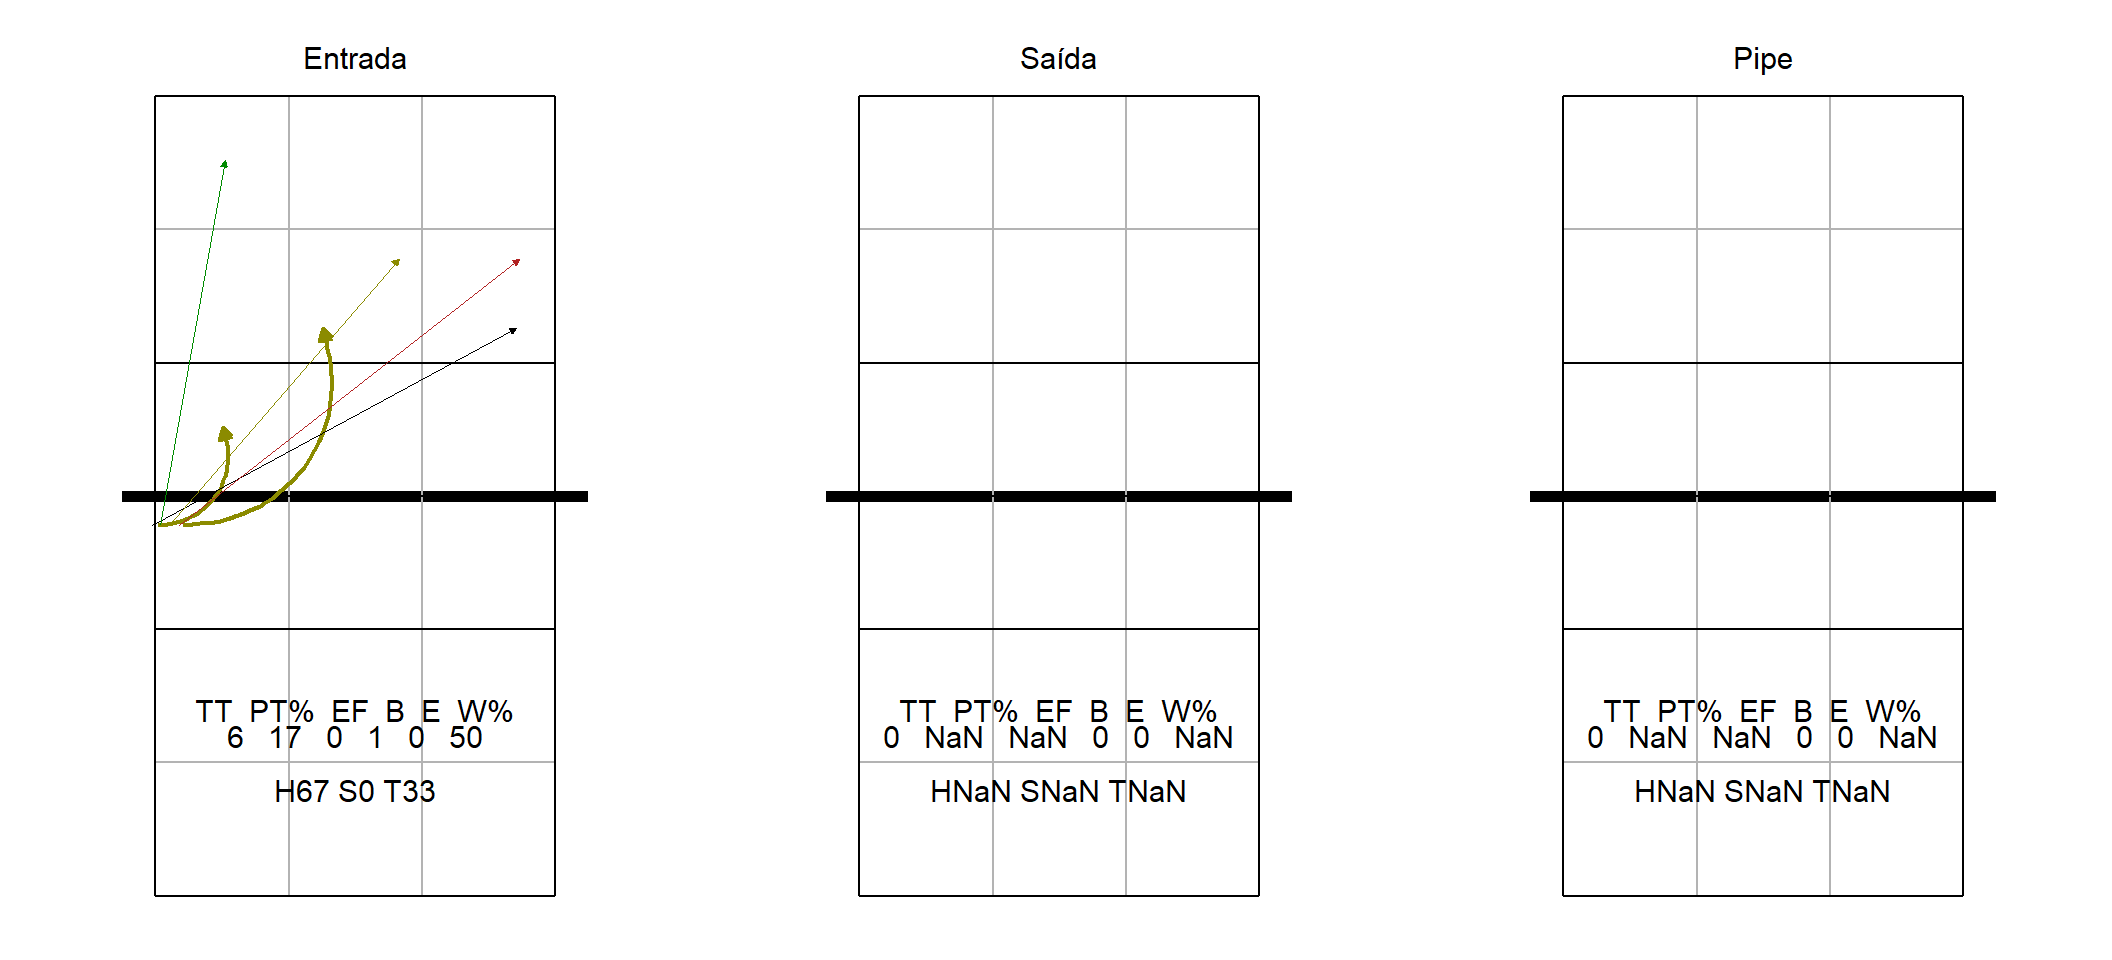 Entrada
TT PT% EF B E W%
6 17 0 1 0 50
H67 S0 T33
Saída
TT PT% EF B E W%
0 NaN NaN 0 0 NaN
HNaN SNaN TNaN
Pipe
TT PT% EF B E W%
0 NaN NaN 0 0 NaN
HNaN SNaN TNaN